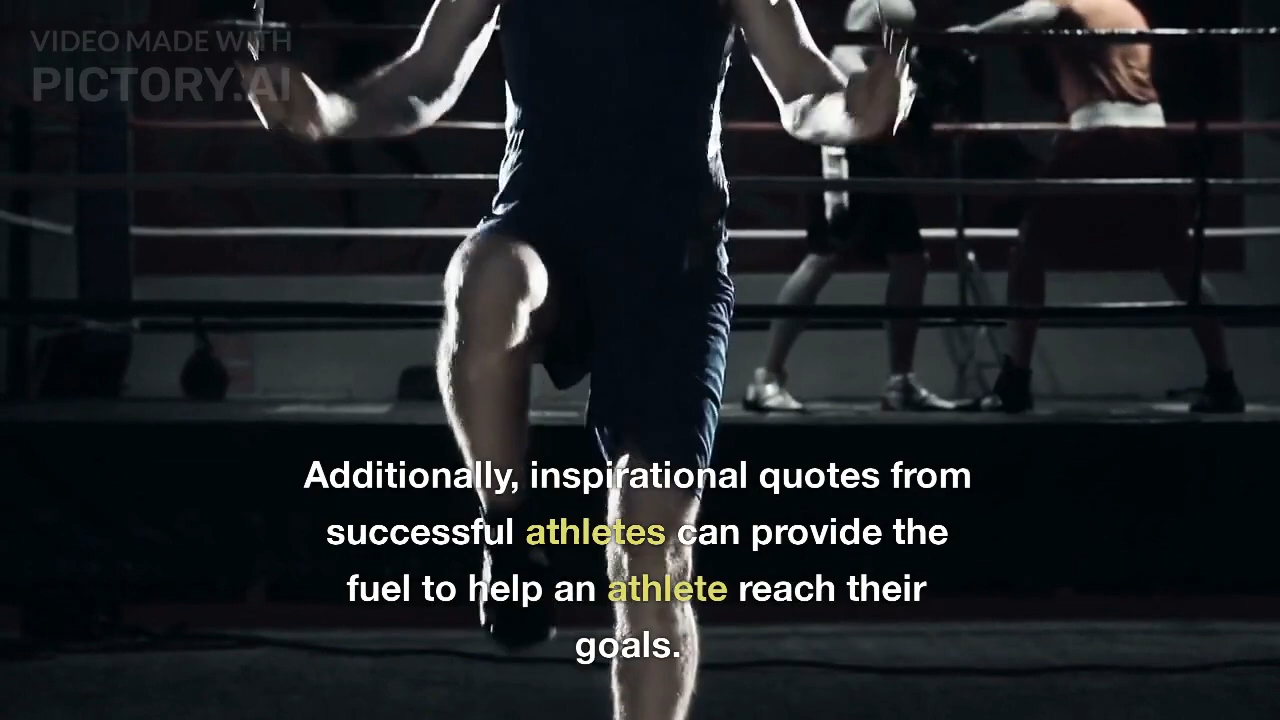 VIDEO MADE WITH
PICTORY.AI
Additionally, inspirational quotes from
successful athletes can provide the
fuel to help an athlete reach their
goals.